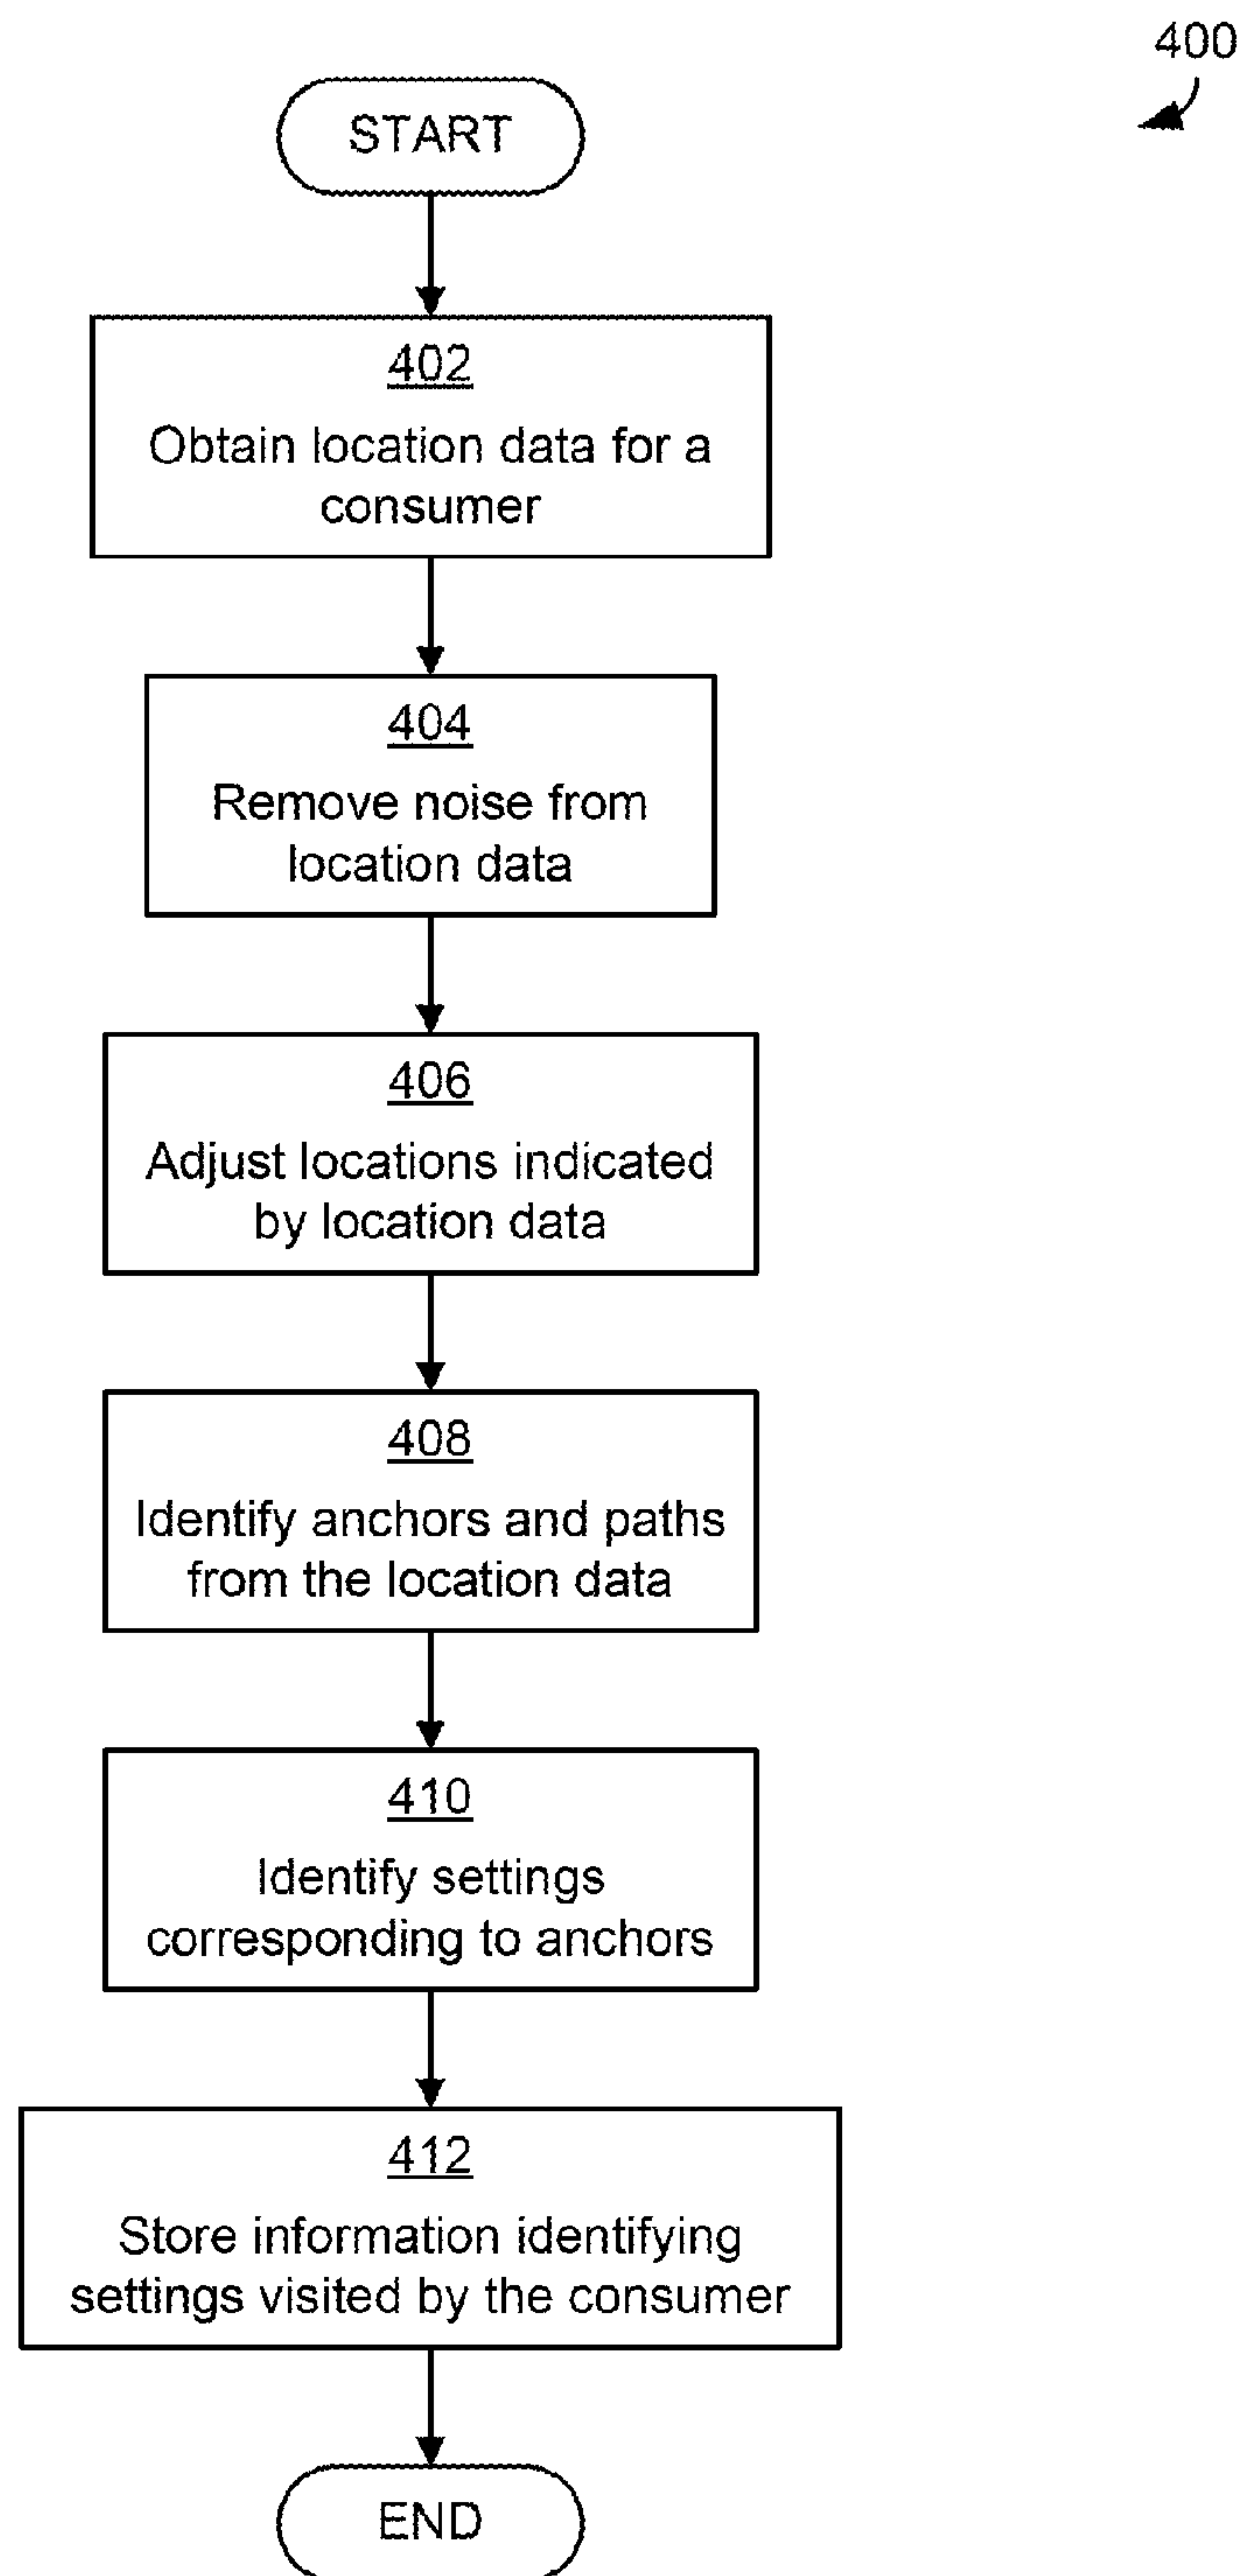 400
START
402
Obtain location data for a
consumer
404
Remove noise from
location data
406
Adjust locations indicated
by location data
408
Identify anchors and paths
from the location data
410
Identify settings
corresponding to anchors
412
Store information identifying
settings visited by the consumer
END